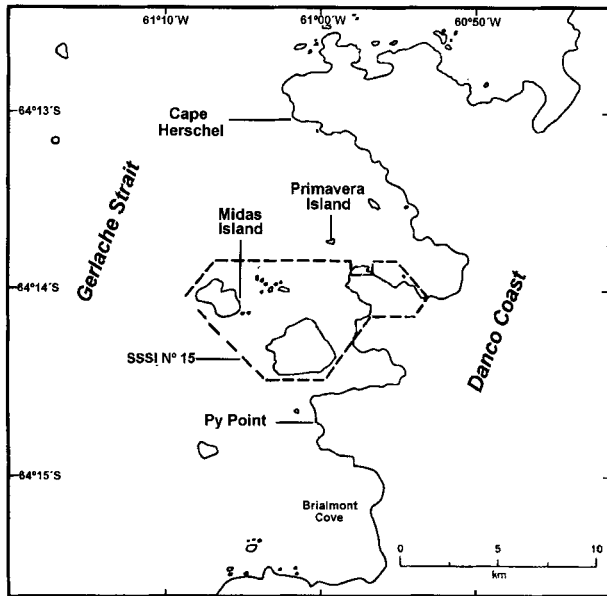 61°10´W
61°00´W
60°50´W
64°13´S
Cape
Herschel
Gerlache Strait
Primavera
Island
Midas
Island
64°14´S
Danco Coast
SSSI Nº 15
Py Point
64°15´S
Brialmont
Cove
0
5
10
km